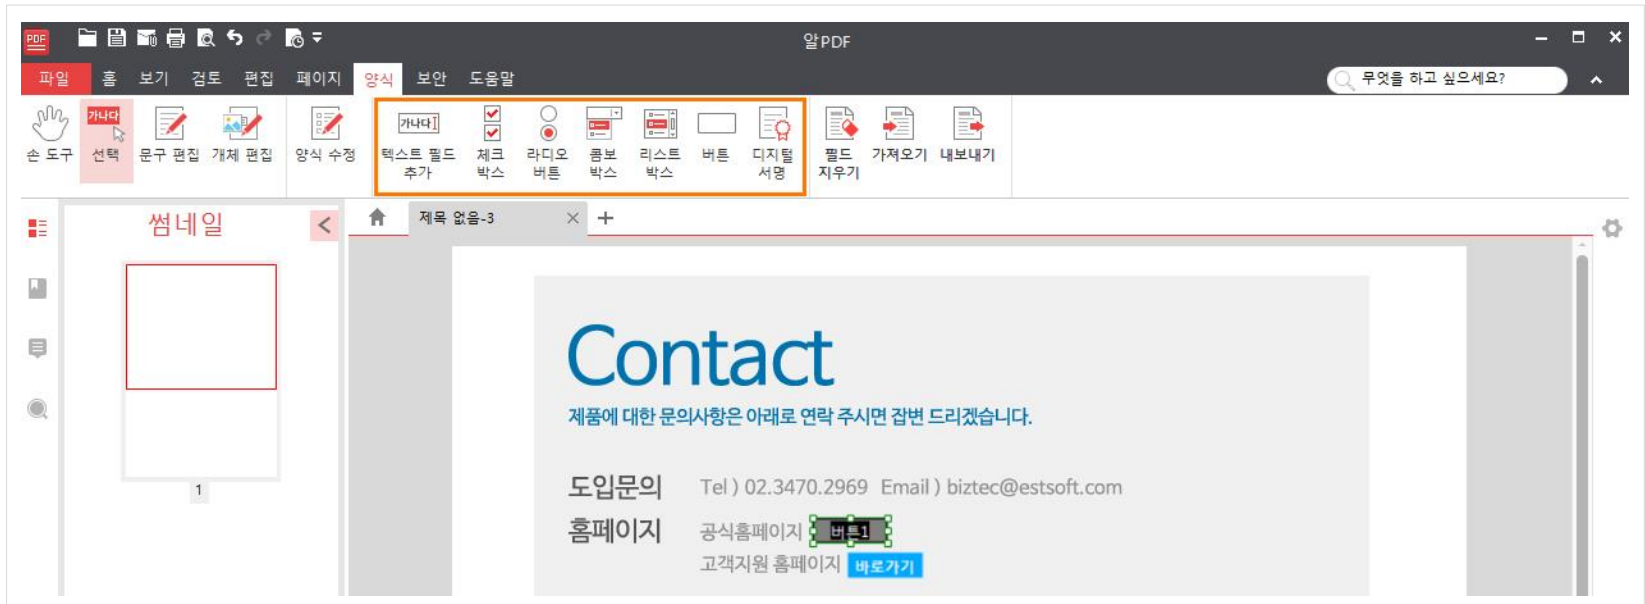 PDF
알PDF
파일 홈 보기 검토 편집 페이지 양식 보안 도움말
무엇을 하고 싶으세요?
가나다
가나다
손 도구 선택 문구 편집 개체 편집 양식 수정 텍스트 필드 추가 체크 박스 라디오 버튼 콤보 박스 리스트 박스 버튼 디지털 서명 필드 지우기 가져오기 내보내기
썸네일
제목 없음-3
1
Contact
제품에 대한 문의사항은 아래로 연락 주시면 잡변 드리겠습니다.
도입문의 Tel ) 02.3470.2969 Email ) biztec@estsoft.com
홈페이지 공식홈페이지 버튼1
고객지원 홈페이지 바로가기